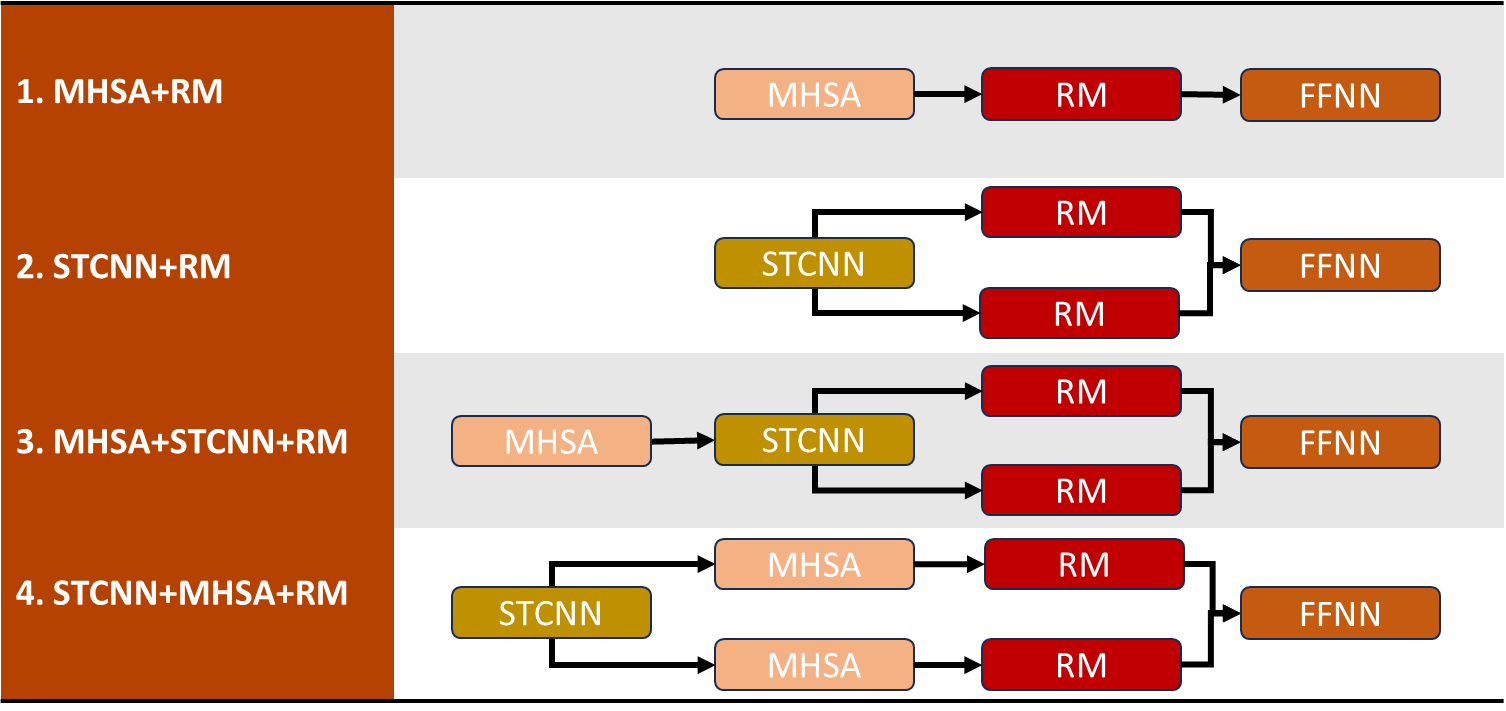 1. MHSA+RM
MHSA
RM
FFNN
2. STCNN+RM
STCNN
RM
RM
FFNN
3. MHSA+STCNN+RM
MHSA
STCNN
RM
RM
FFNN
4. STCNN+MHSA+RM
STCNN
MHSA
RM
MHSA
RM
FFNN